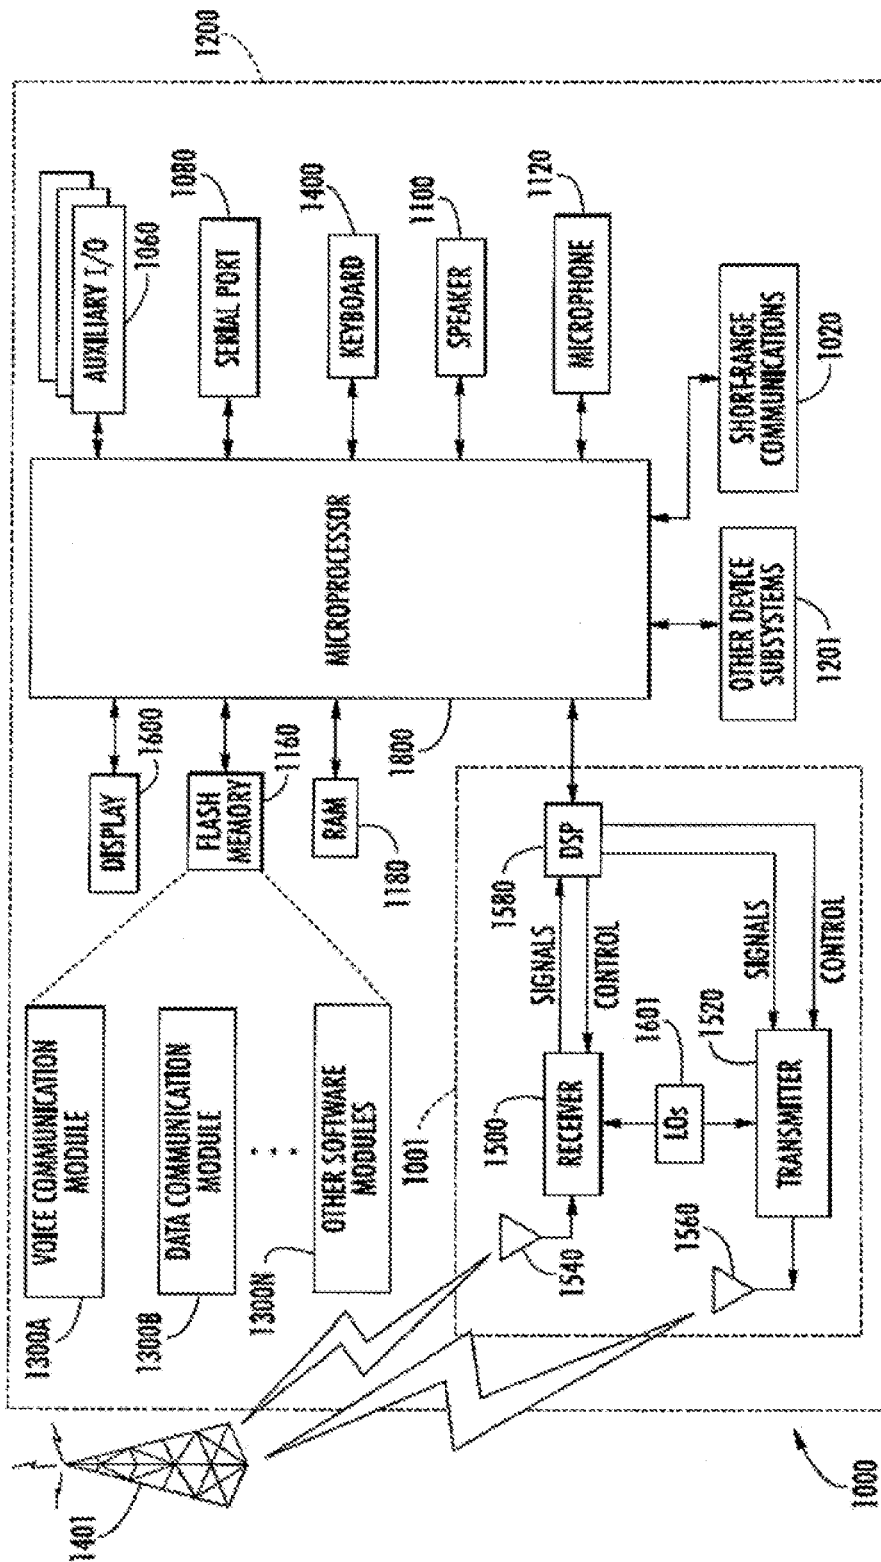 1200
1401
1300A
VOICE COMMUNICATION
MODULE
1300B
DATA COMMUNICATION
MODULE
1300N
OTHER SOFTWARE
MODULES
DISPLAY
1600
FLASH
MEMORY
1160
RAM
1180
MICROPROCESSOR
1800
AUXILIARY I/O
1060
SERIAL PORT
1080
KEYBOARD
1400
SPEAKER
1100
MICROPHONE
1120
1001
1540
1500
RECEIVER
SIGNALS
CONTROL
1580
DSP
1601
LOs
1560
1520
TRANSMITTER
SIGNALS
CONTROL
OTHER DEVICE
SUBSYSTEMS
1201
SHORT-RANGE
COMMUNICATIONS
1020
1000